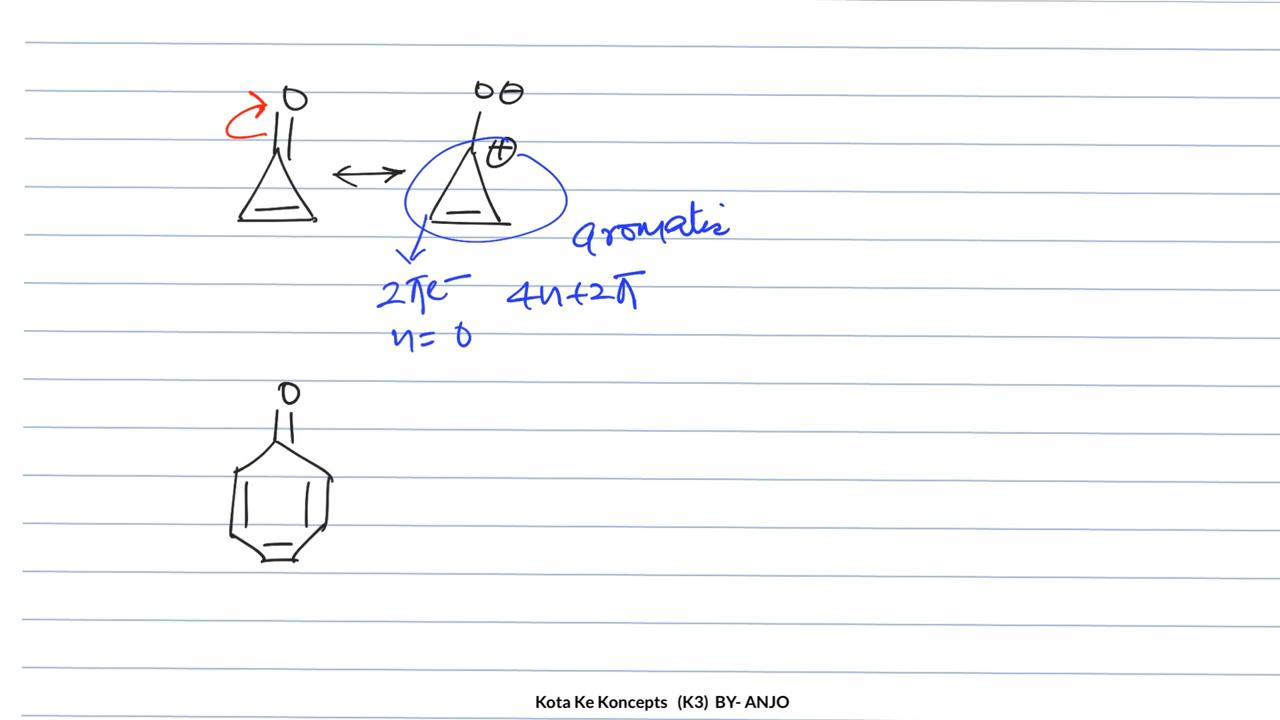 O O⊖
⊕
aromatic
2πe⁻ 4n+2π
n=0
O
Kota Ke Koncepts (K3) BY- ANJO